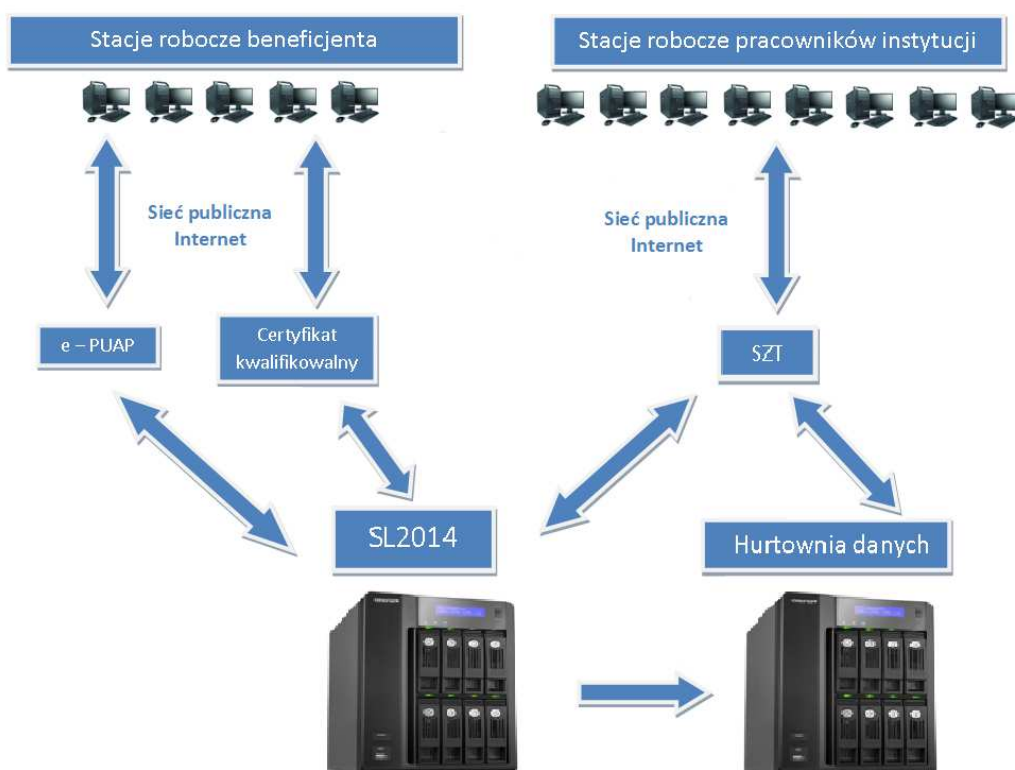 Stacje robocze beneficjenta
Stacje robocze pracowników instytucji
Sieć publiczna
Internet
Sieć publiczna
Internet
e – PUAP
Certyfikat
kwalifikowalny
SZT
SL2014
Hurtownia danych